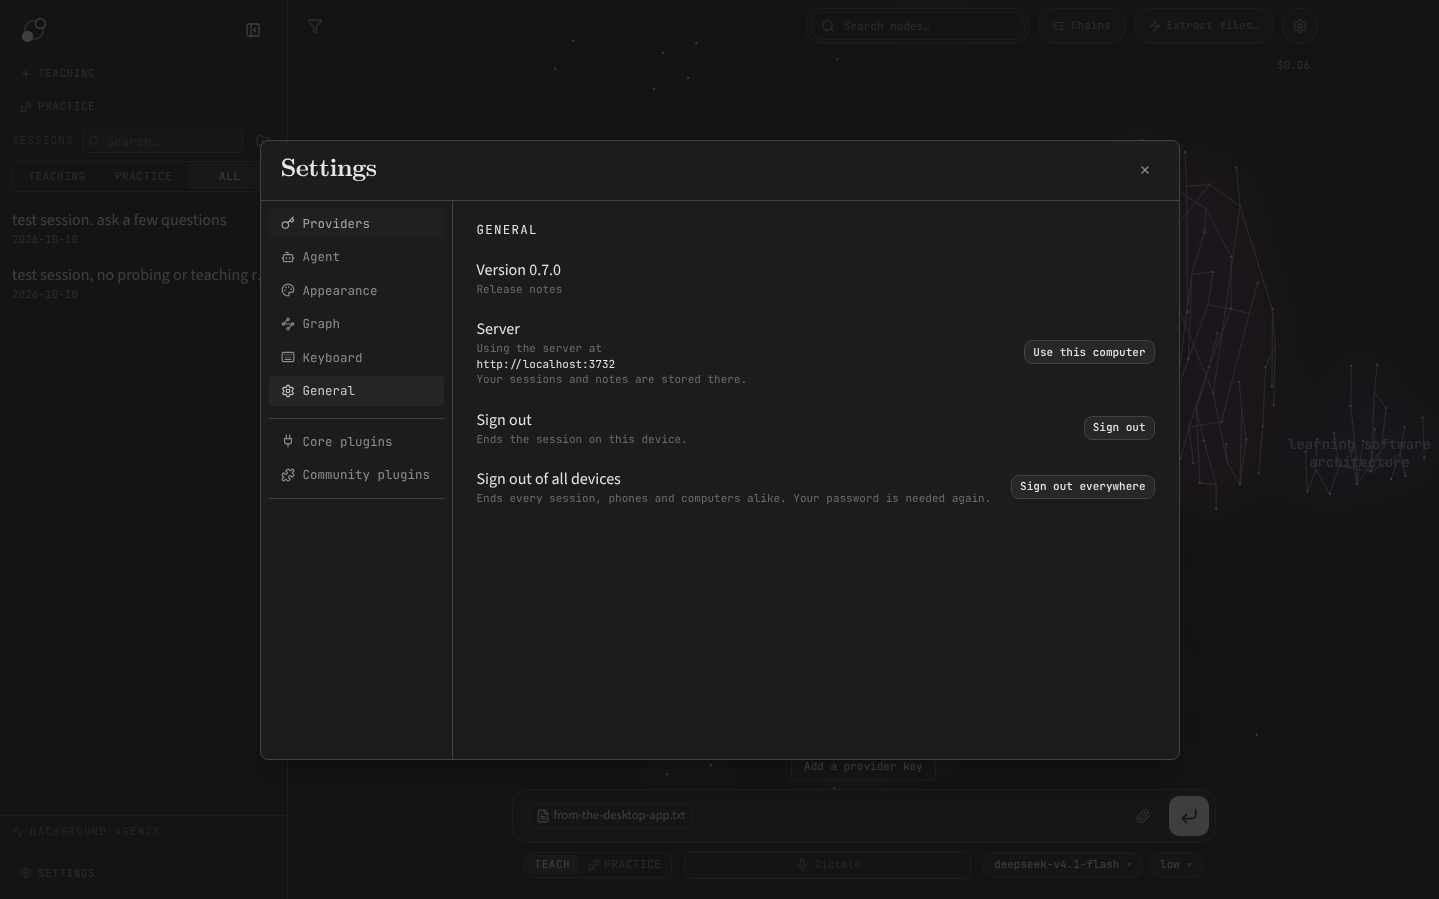 TEACHING
PRACTICE
SESSIONS
Search…
TEACHING PRACTICE ALL
test session. ask a few questions
2026-10-10
test session, no probing or teaching r…
2026-10-10
BACKGROUND AGENTS
SETTINGS
Search nodes…
Chains
Extract files…
$0.06
Settings
Providers
Agent
Appearance
Graph
Keyboard
General
Core plugins
Community plugins
GENERAL
Version 0.7.0
Release notes
Server
Using the server at
http://localhost:3732
Your sessions and notes are stored there.
Use this computer
Sign out
Ends the session on this device.
Sign out
Sign out of all devices
Ends every session, phones and computers alike. Your password is needed again.
Sign out everywhere
learning software
architecture
Add a provider key
from-the-desktop-app.txt
TEACH
PRACTICE
Dictate
deepseek-v4.1-flash
low